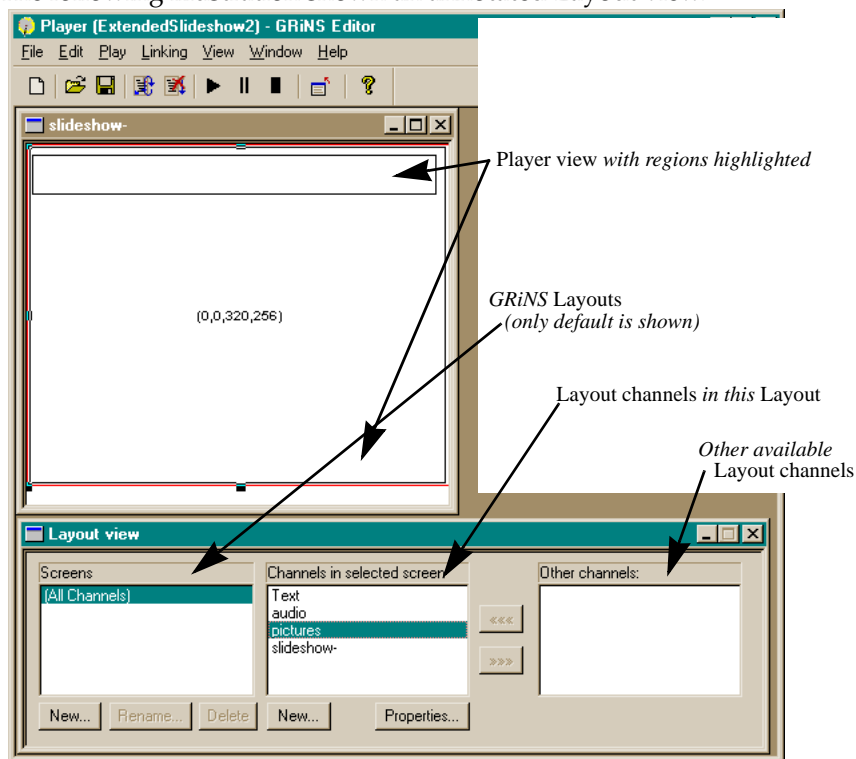 Player (ExtendedSlideshow2) - GRiNS Editor
File Edit Play Linking View Window Help
slideshow-
Player view with regions highlighted
(0,0,320,256)
GRiNS Layouts
(only default is shown)
Layout channels in this Layout
Other available
Layout channels
Layout view
Screens
Channels in selected screen
Other channels:
(All Channels)
Text
audio
pictures
slideshow-
<<<
>>>
New... Rename... Delete New... Properties...